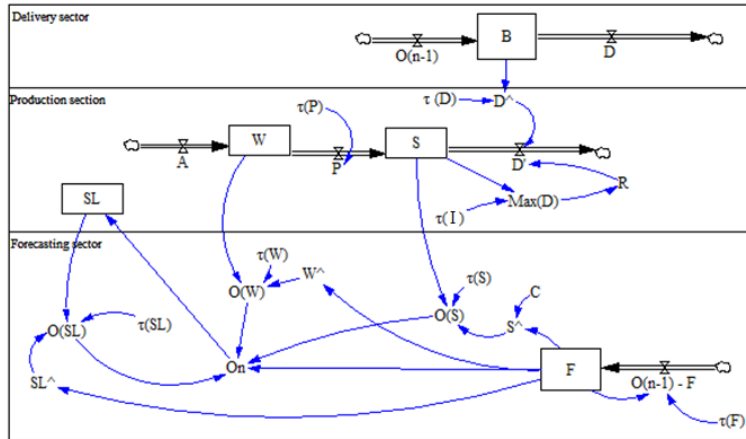 Delivery sector
B
O(n-1)
D
Production section
τ(P)
τ (D)
D^
W
S
A
P
D'
R
SL
Max(D)
τ(I)
Forecasting sector
τ(W)
O(W)
W^
τ(S)
C
O(SL)
τ(SL)
O(S)
S^
On
F
SL^
O(n-1) - F
τ(F)